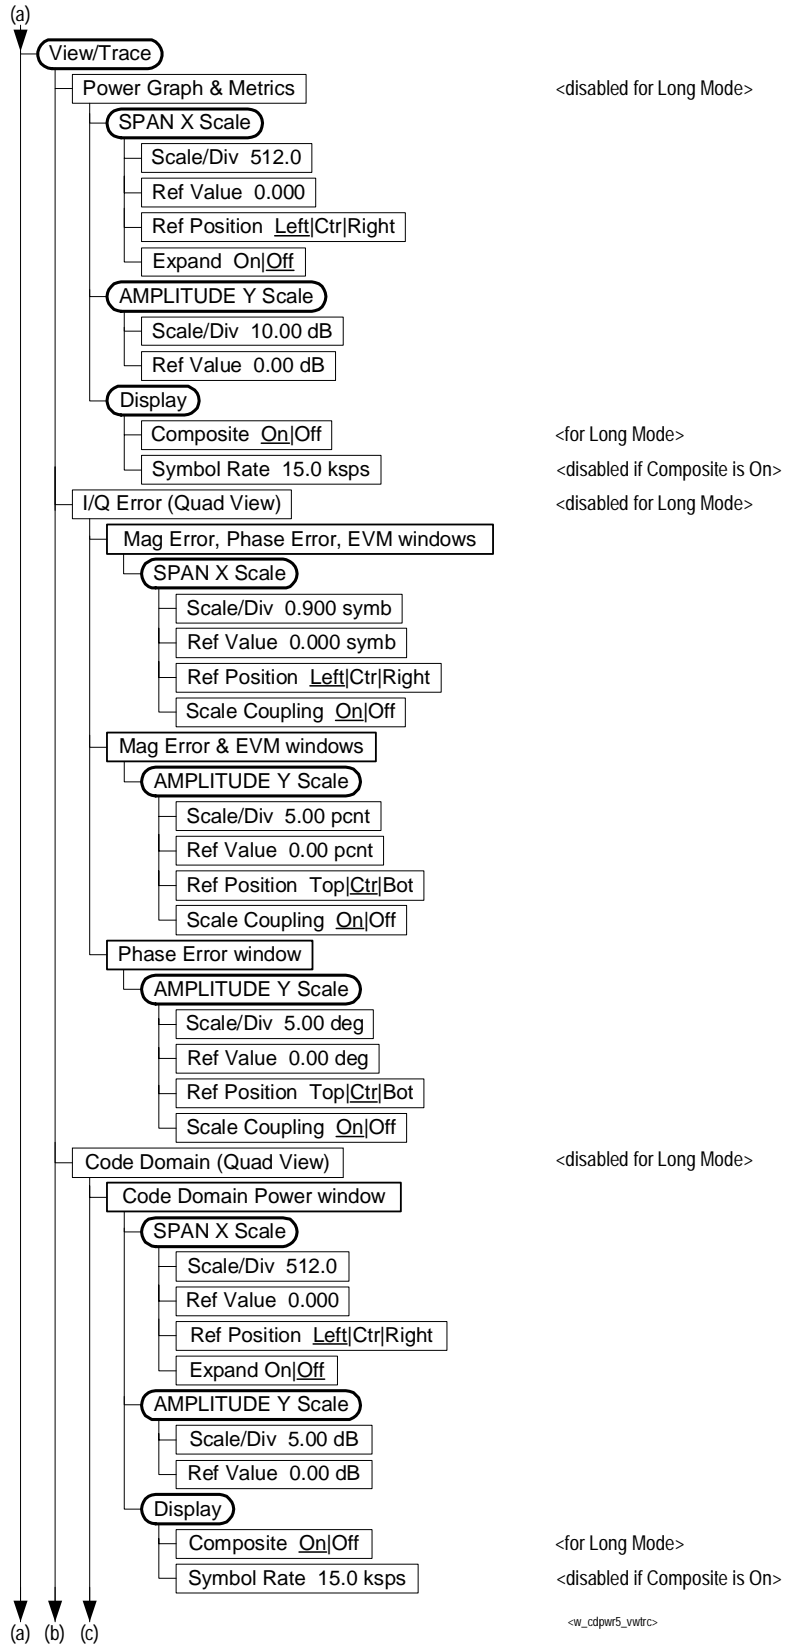 (a)
View/Trace
Power Graph & Metrics <disabled for Long Mode>
SPAN X Scale
Scale/Div 512.0
Ref Value 0.000
Ref Position Left|Ctr|Right
Expand On|Off
AMPLITUDE Y Scale
Scale/Div 10.00 dB
Ref Value 0.00 dB
Display
Composite On|Off <for Long Mode>
Symbol Rate 15.0 ksps <disabled if Composite is On>
I/Q Error (Quad View) <disabled for Long Mode>
Mag Error, Phase Error, EVM windows
SPAN X Scale
Scale/Div 0.900 symb
Ref Value 0.000 symb
Ref Position Left|Ctr|Right
Scale Coupling On|Off
Mag Error & EVM windows
AMPLITUDE Y Scale
Scale/Div 5.00 pcnt
Ref Value 0.00 pcnt
Ref Position Top|Ctr|Bot
Scale Coupling On|Off
Phase Error window
AMPLITUDE Y Scale
Scale/Div 5.00 deg
Ref Value 0.00 deg
Ref Position Top|Ctr|Bot
Scale Coupling On|Off
Code Domain (Quad View) <disabled for Long Mode>
Code Domain Power window
SPAN X Scale
Scale/Div 512.0
Ref Value 0.000
Ref Position Left|Ctr|Right
Expand On|Off
AMPLITUDE Y Scale
Scale/Div 5.00 dB
Ref Value 0.00 dB
Display
Composite On|Off <for Long Mode>
Symbol Rate 15.0 ksps <disabled if Composite is On>
<w_cdpwr5_vwtrc>
(a) (b) (c)